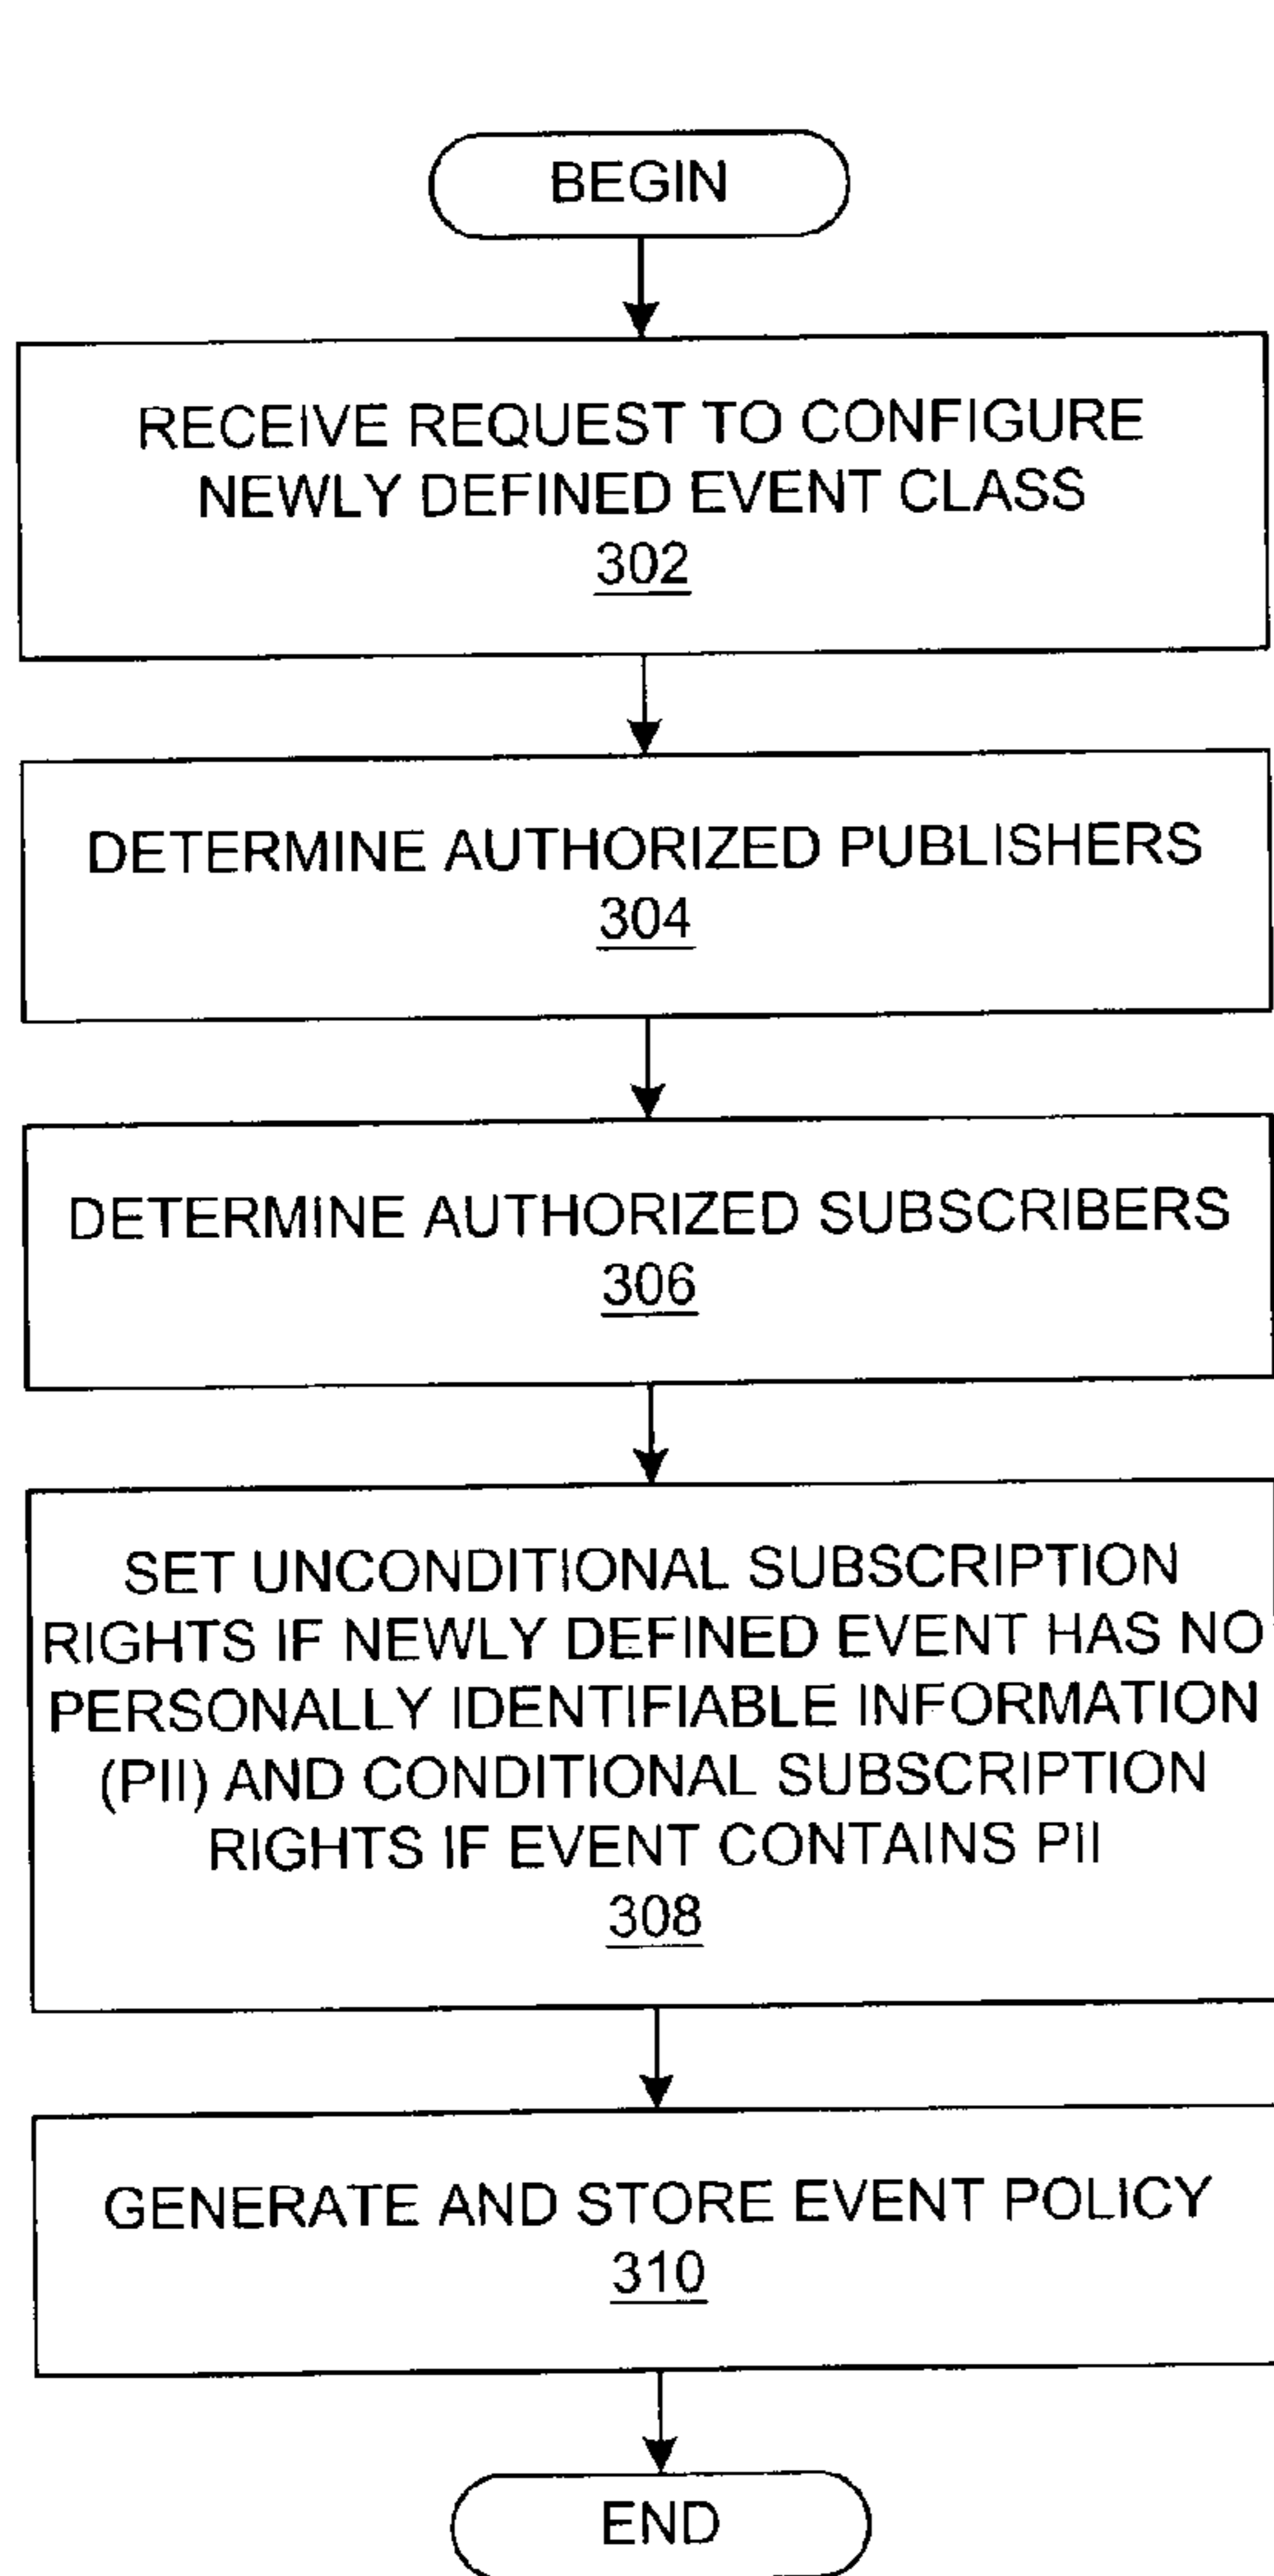 BEGIN
RECEIVE REQUEST TO CONFIGURE
NEWLY DEFINED EVENT CLASS
302
DETERMINE AUTHORIZED PUBLISHERS
304
DETERMINE AUTHORIZED SUBSCRIBERS
306
SET UNCONDITIONAL SUBSCRIPTION
RIGHTS IF NEWLY DEFINED EVENT HAS NO
PERSONALLY IDENTIFIABLE INFORMATION
(PII) AND CONDITIONAL SUBSCRIPTION
RIGHTS IF EVENT CONTAINS PII
308
GENERATE AND STORE EVENT POLICY
310
END